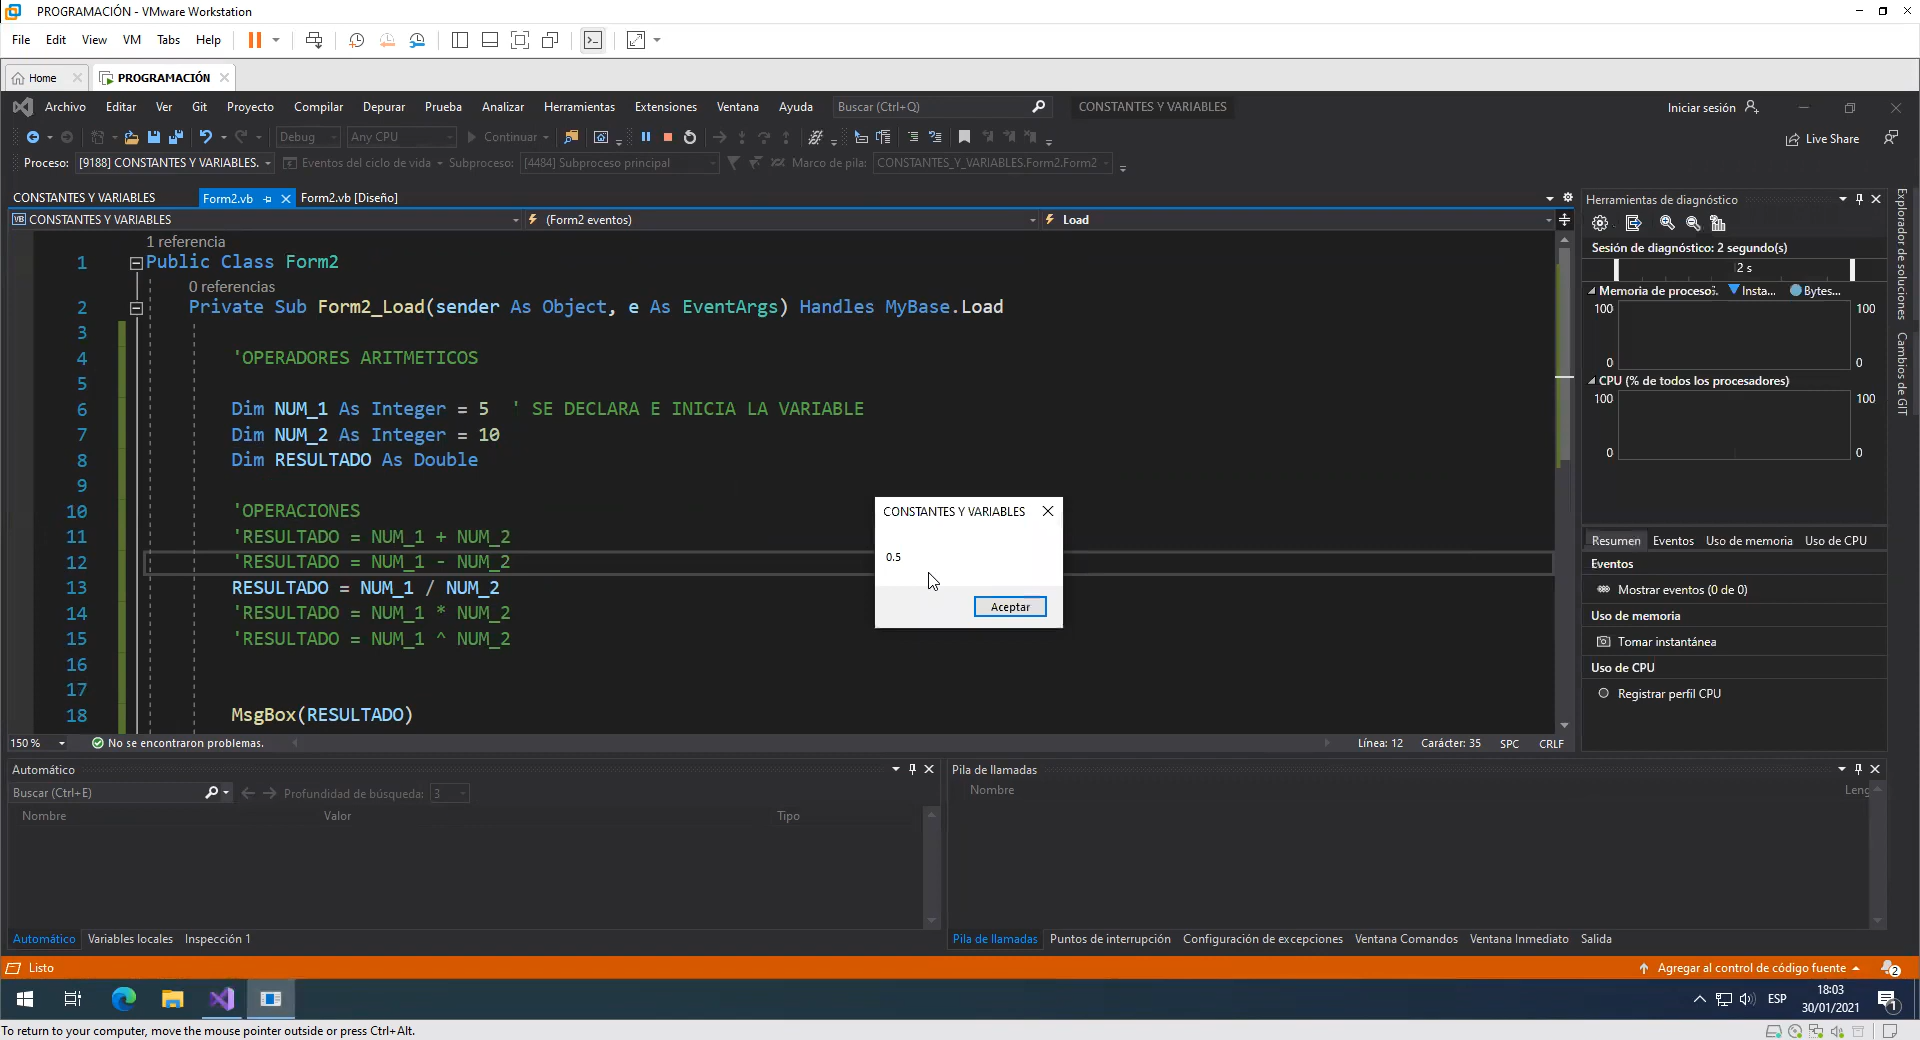 PROGRAMACIÓN - VMware Workstation
File Edit View VM Tabs Help
Home PROGRAMACIÓN
Archivo Editar Ver Git Proyecto Compilar Depurar Prueba Analizar Herramientas Extensiones Ventana Ayuda Buscar (Ctrl+Q) CONSTANTES Y VARIABLES Iniciar sesión
Debug Any CPU Continuar Live Share
Proceso: [9188] CONSTANTES Y VARIABLES. Eventos del ciclo de vida Subproceso: [4484] Subproceso principal Marco de pila: CONSTANTES_Y_VARIABLES.Form2.Form2
CONSTANTES Y VARIABLES Form2.vb Form2.vb [Diseño]
VB CONSTANTES Y VARIABLES (Form2 eventos) Load
1 referencia
1 Public Class Form2
0 referencias
2 Private Sub Form2_Load(sender As Object, e As EventArgs) Handles MyBase.Load
3
4 'OPERADORES ARITMETICOS
5
6 Dim NUM_1 As Integer = 5 ' SE DECLARA E INICIA LA VARIABLE
7 Dim NUM_2 As Integer = 10
8 Dim RESULTADO As Double
9
10 'OPERACIONES
11 'RESULTADO = NUM_1 + NUM_2
12 'RESULTADO = NUM_1 - NUM_2
13 RESULTADO = NUM_1 / NUM_2
14 'RESULTADO = NUM_1 * NUM_2
15 'RESULTADO = NUM_1 ^ NUM_2
16
17
18 MsgBox(RESULTADO)
CONSTANTES Y VARIABLES
0.5
Aceptar
150 % No se encontraron problemas. Línea: 12 Carácter: 35 SPC CRLF
Herramientas de diagnóstico
Sesión de diagnóstico: 2 segundo(s)
2 s
Memoria de proceso: Insta... Bytes...
100 100
0 0
CPU (% de todos los procesadores)
100 100
0 0
Resumen Eventos Uso de memoria Uso de CPU
Eventos
Mostrar eventos (0 de 0)
Uso de memoria
Tomar instantánea
Uso de CPU
Registrar perfil CPU
Explorador de soluciones
Cambios de GIT
Automático
Buscar (Ctrl+E) Profundidad de búsqueda: 3
Nombre Valor Tipo
Automático Variables locales Inspección 1
Pila de llamadas
Nombre Leng
Pila de llamadas Puntos de interrupción Configuración de excepciones Ventana Comandos Ventana Inmediato Salida
Listo Agregar al control de código fuente 2
ESP 18:03
30/01/2021 1
To return to your computer, move the mouse pointer outside or press Ctrl+Alt.